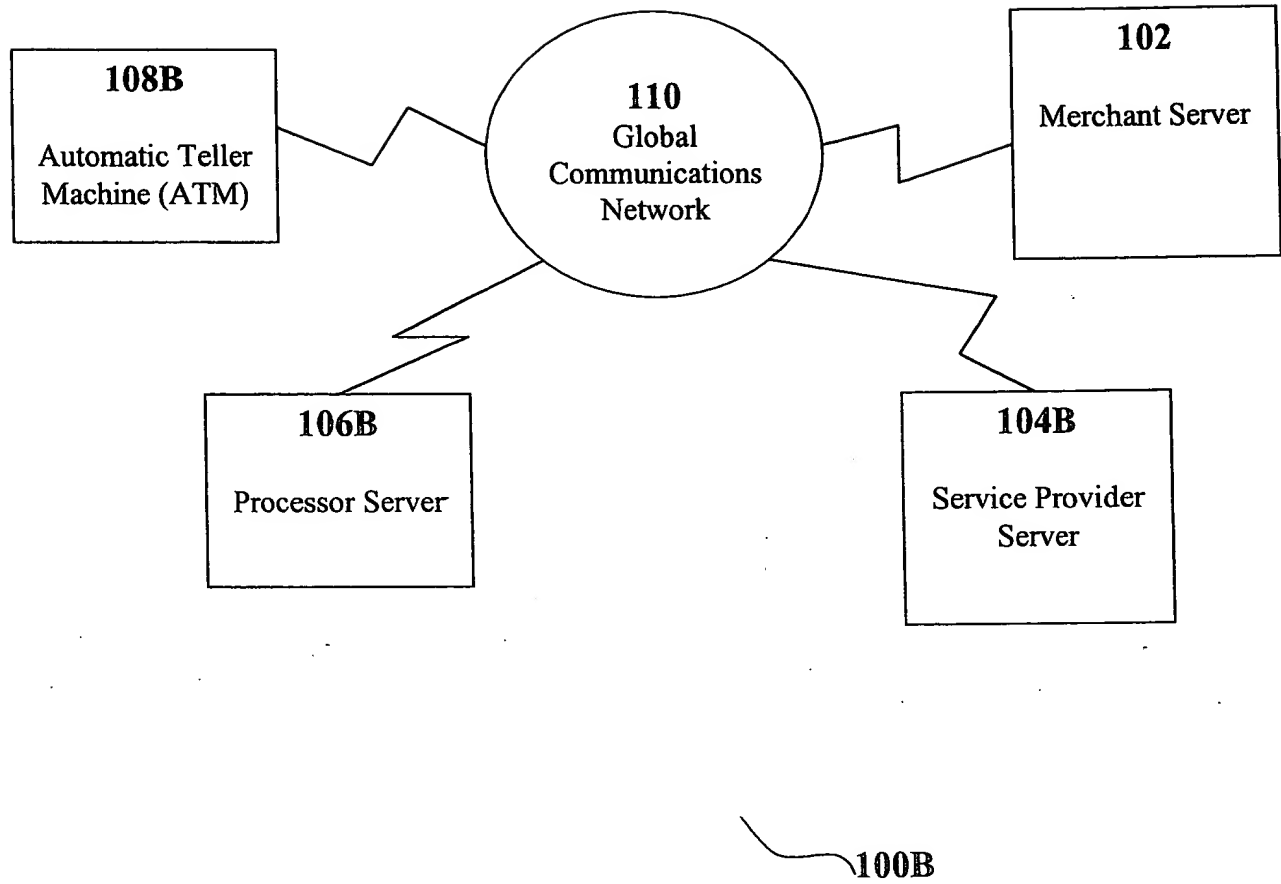 108B
Automatic Teller
Machine (ATM)
110
Global
Communications
Network
102
Merchant Server
106B
Processor Server
104B
Service Provider
Server
100B